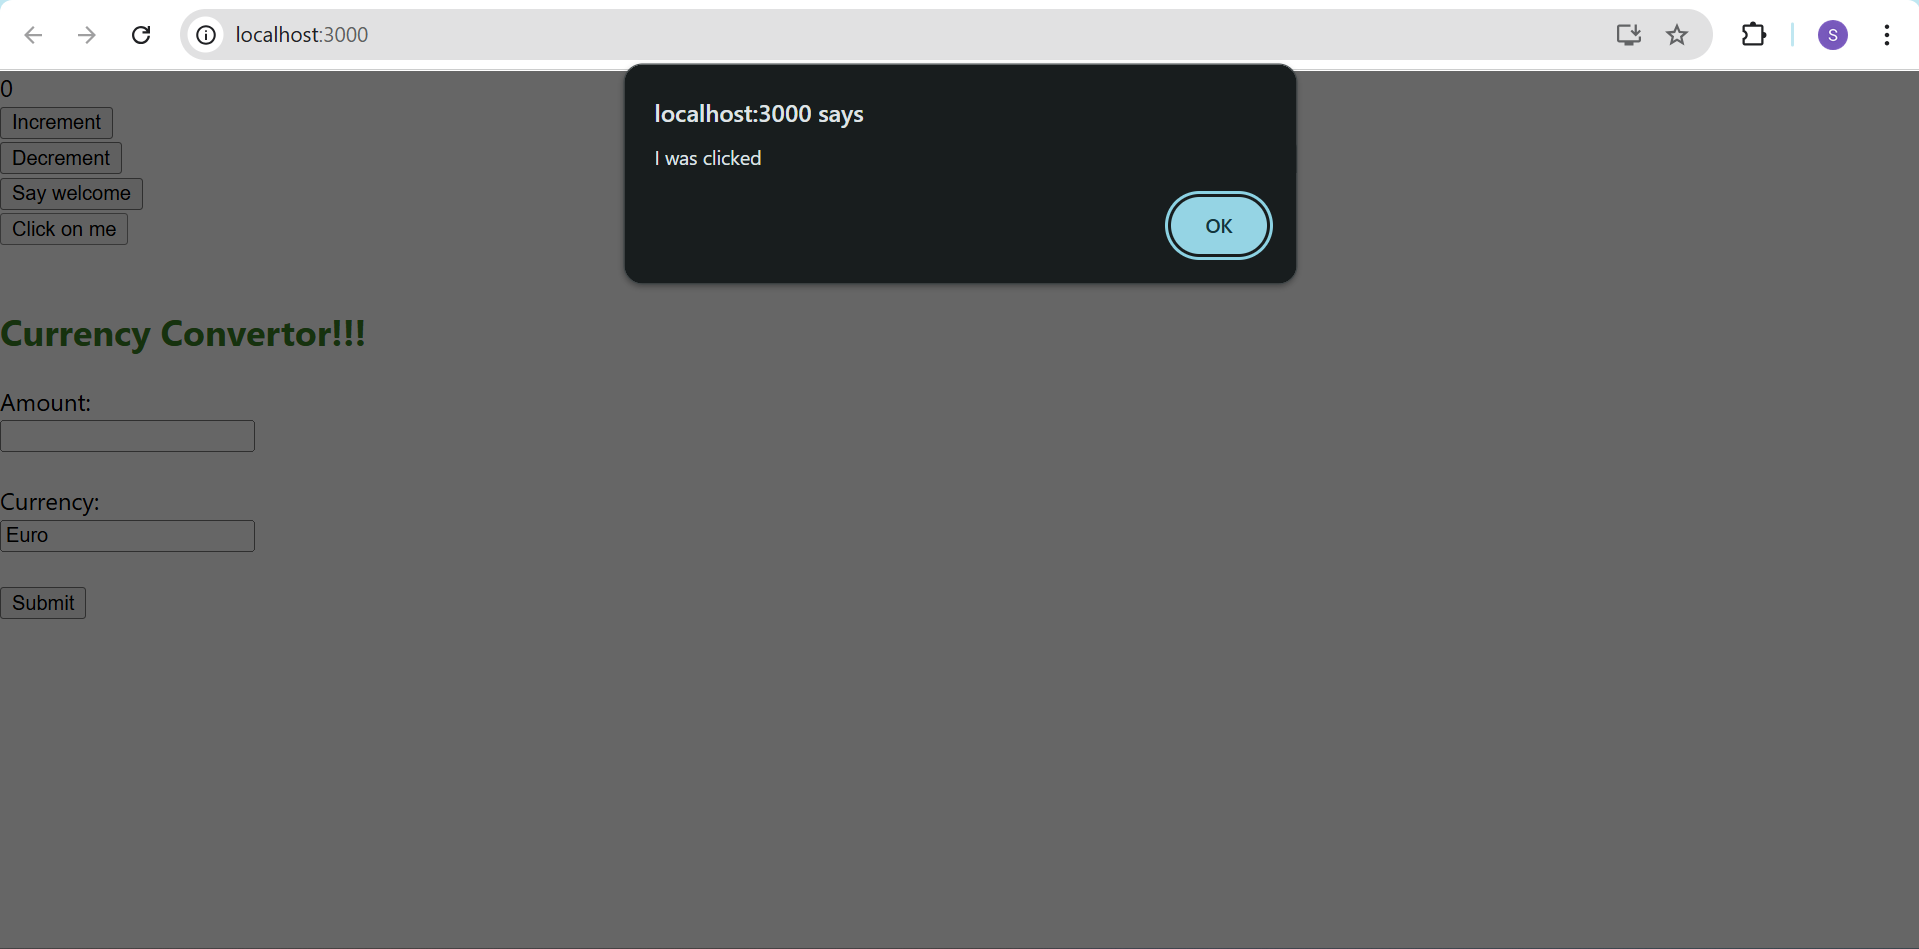 localhost:3000
S
localhost:3000 says
I was clicked
OK
0
Increment
Decrement
Say welcome
Click on me
Currency Convertor!!!
Amount:
Currency:
Euro
Submit